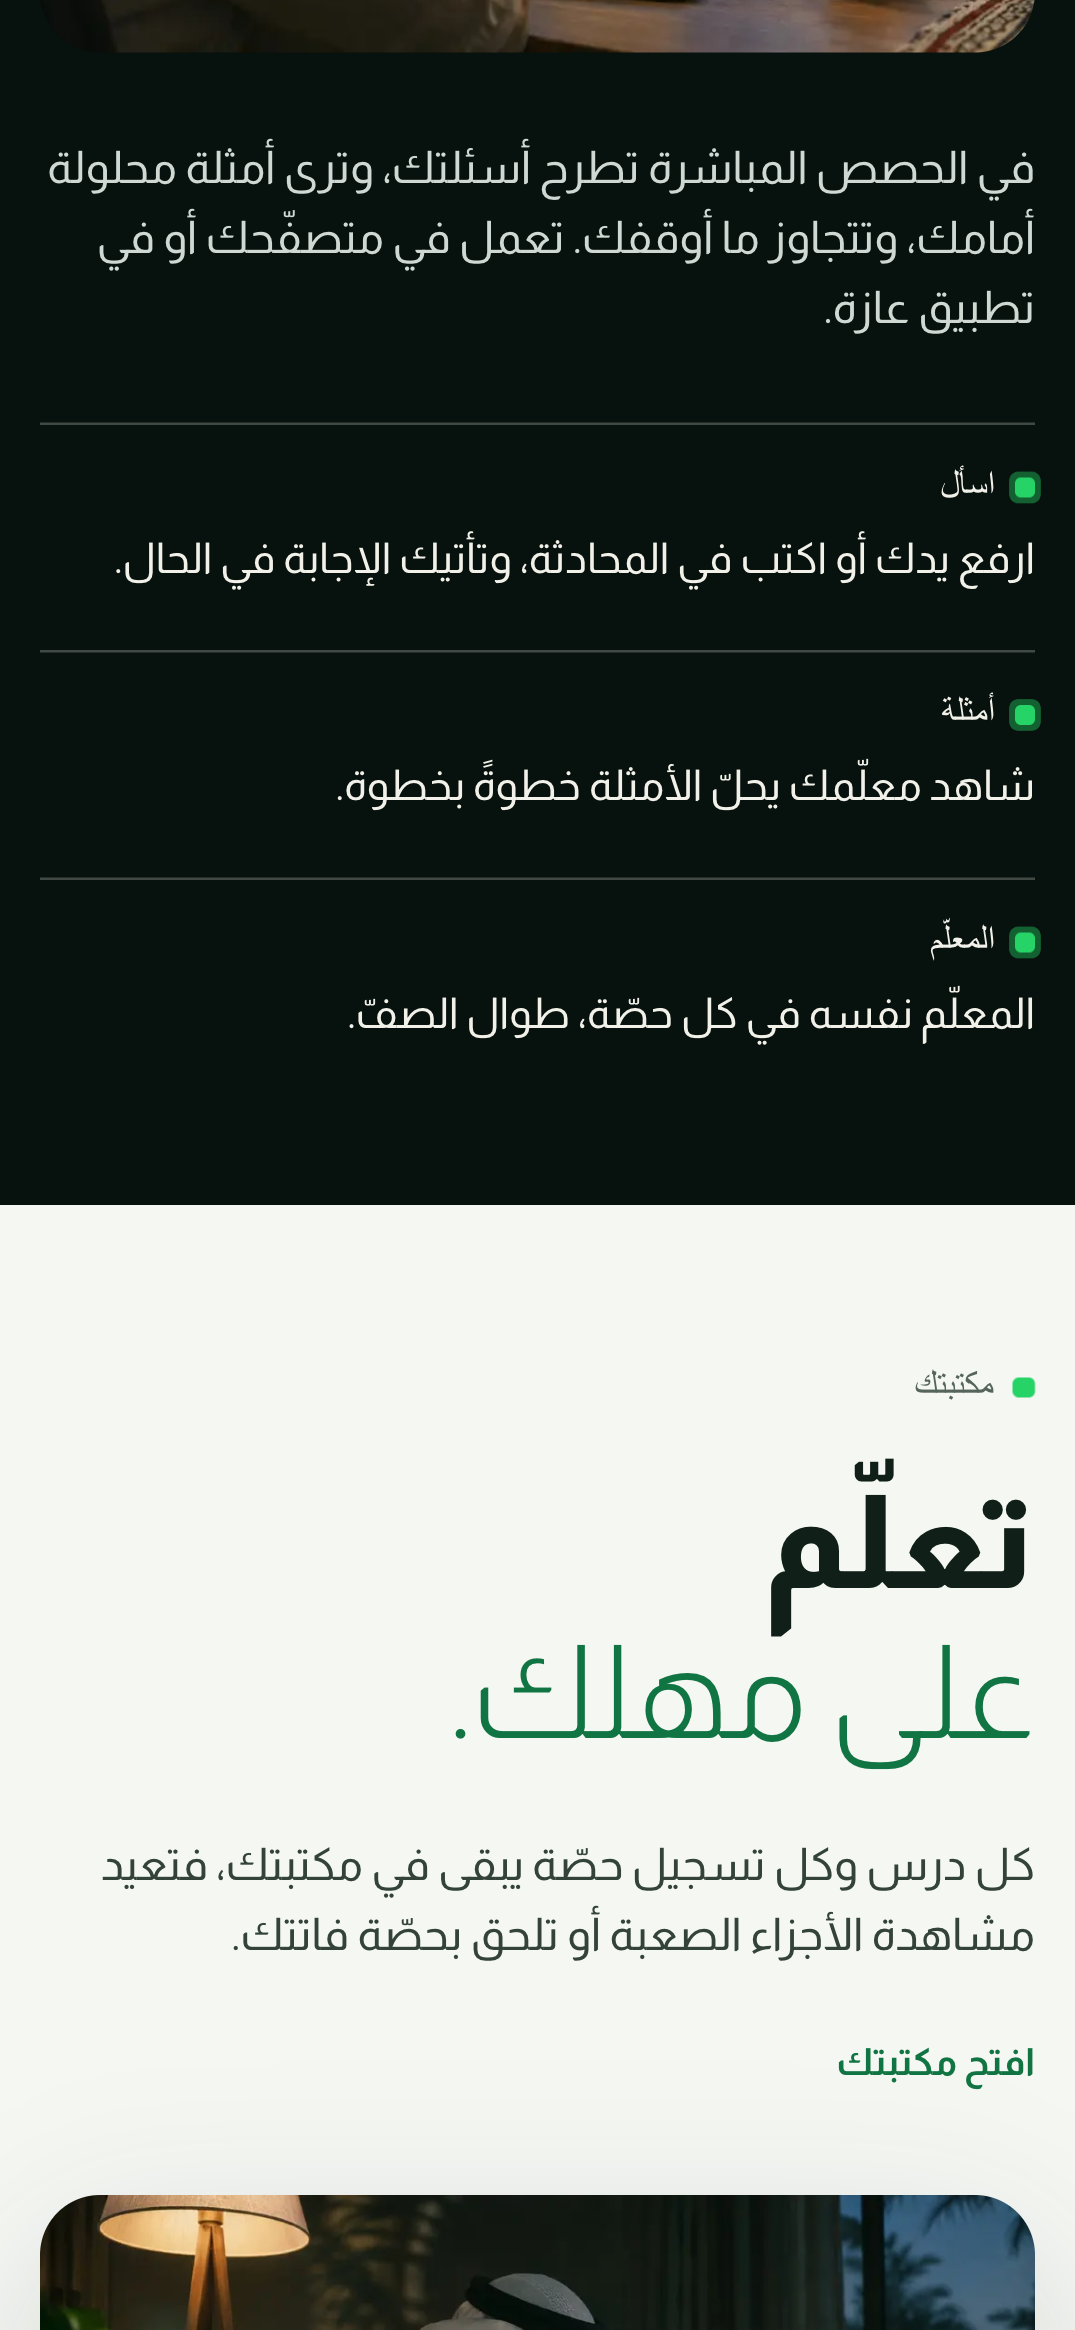 في الحصص المباشرة تطرح أسئلتك، وترى أمثلة محلولة
أمامك، وتتجاوز ما أوقفك. تعمل في متصفّحك أو في
تطبيق عازة.
اسأل
ارفع يدك أو اكتب في المحادثة، وتأتيك الإجابة في الحال.
أمثلة
شاهد معلّمك يحلّ الأمثلة خطوةً بخطوة.
المعلّم
المعلّم نفسه في كل حصّة، طوال الصفّ.
مكتبتك
تعلّم
على مهلك.
كل درس وكل تسجيل حصّة يبقى في مكتبتك، فتعيد
مشاهدة الأجزاء الصعبة أو تلحق بحصّة فاتتك.
افتح مكتبتك